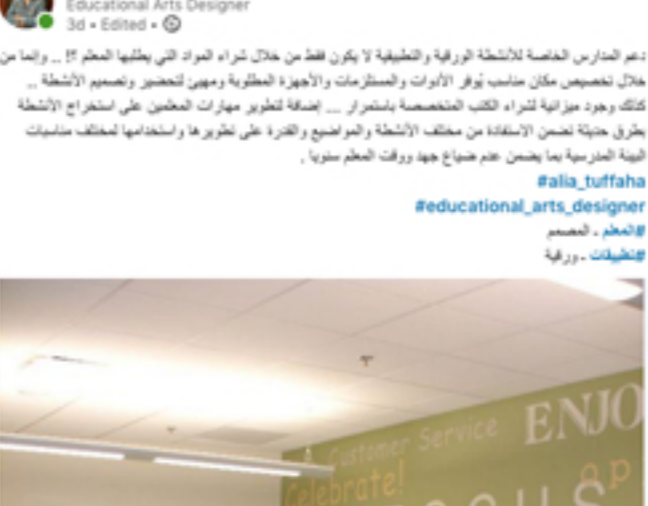 Educational Arts Designer
3d • Edited •
دعم المدارس الخاصة للأنشطة الورقية والتطبيقية لا يكون فقط من خلال شراء المواد التي يطلبها المعلم ؟! .. وإنما من
خلال تخصيص مكان مناسب يُوفر الأدوات والمستلزمات والأجهزة المطلوبة ومهيئ لتحضير وتصميم الأنشطة ..
كذلك وجود ميزانية لشراء الكتب المتخصصة باستمرار ... إضافة لتطوير مهارات المعلمين على استخراج الأنشطة
بطرق حديثة تضمن الاستفادة من مختلف الأنشطة والمواضيع والقدرة على تطويرها واستخدامها لمختلف مناسبات
البيئة المدرسية بما يضمن عدم ضياع جهد ووقت المعلم سنويا .
#alia_tuffaha
#educational_arts_designer
#المعلم ـ المصمم
#تطبيقات ـ ورقية
ENJO
Customer Service
Celebrate!
op
OCUS